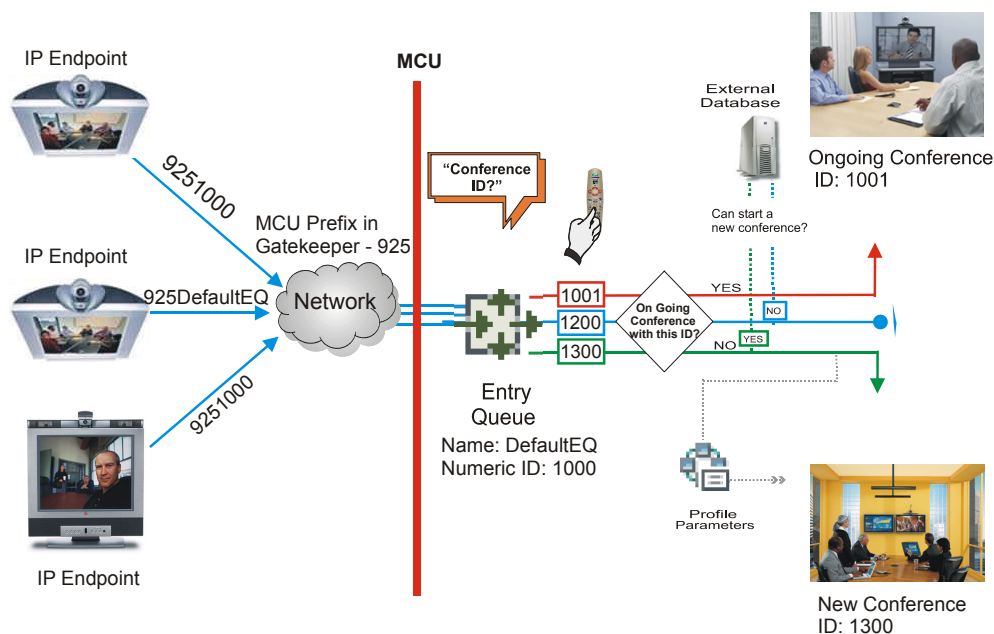 IP Endpoint
MCU
9251000
MCU Prefix in
Gatekeeper - 925
IP Endpoint
925DefaultEQ
Network
9251000
IP Endpoint
“Conference
ID?”
External
Database
Ongoing Conference
ID: 1001
Can start a
new conference?
1001
1200
1300
On Going
Conference
with this ID?
YES
NO
NO
YES
Entry
Queue
Name: DefaultEQ
Numeric ID: 1000
Profile
Parameters
New Conference
ID: 1300